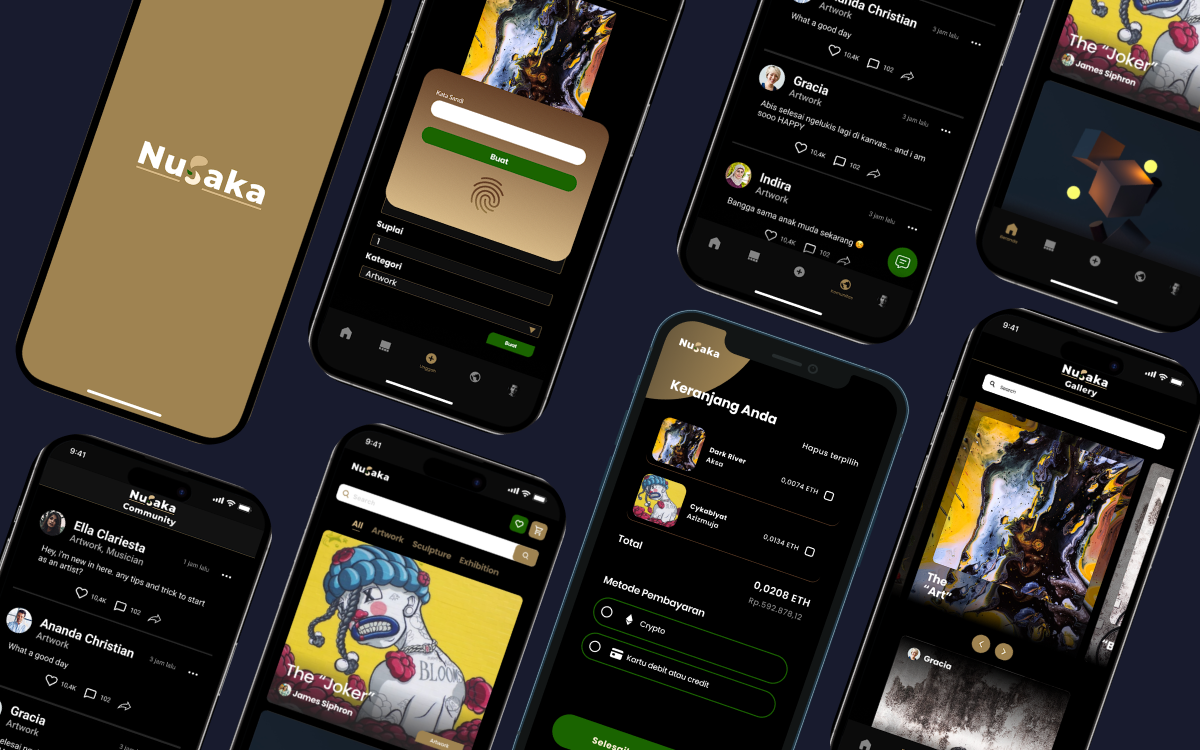 Nusaka
Kata Sandi
Buat
Suplai
1
Kategori
Artwork
Buat
Unggah
Ananda Christian
Artwork
3 jam lalu
What a good day
10,4K
102
Gracia
Artwork
3 jam lalu
Abis selesai ngelukis lagi di kanvas... and i am
sooo HAPPY
10,4K
102
Indira
Artwork
3 jam lalu
Bangga sama anak muda sekarang 😊
10,4K
102
Komunitas
The "Joker"
James Siphron
Beranda
9:41
Nusaka
Community
Ella Clariesta
Artwork, Musician
1 jam lalu
Hey, i'm new in here. any tips and trick to start
as an artist?
10,4K
102
Ananda Christian
Artwork
3 jam lalu
What a good day
10,4K
102
Gracia
Artwork
9:41
Nusaka
Search
All
Artwork
Sculpture
Exhibition
BLOOM
The "Joker"
James Siphron
Artwork
Nusaka
Keranjang Anda
Hapus terpilih
Dark River
Aksa
0,0074 ETH
Cykablyat
Azizmuja
0,0134 ETH
Total
0,0208 ETH
Rp.592.878,12
Metode Pembayaran
Crypto
Kartu debit atau credit
9:41
Nusaka
Gallery
Search
The
"Art"
"B
Gracia